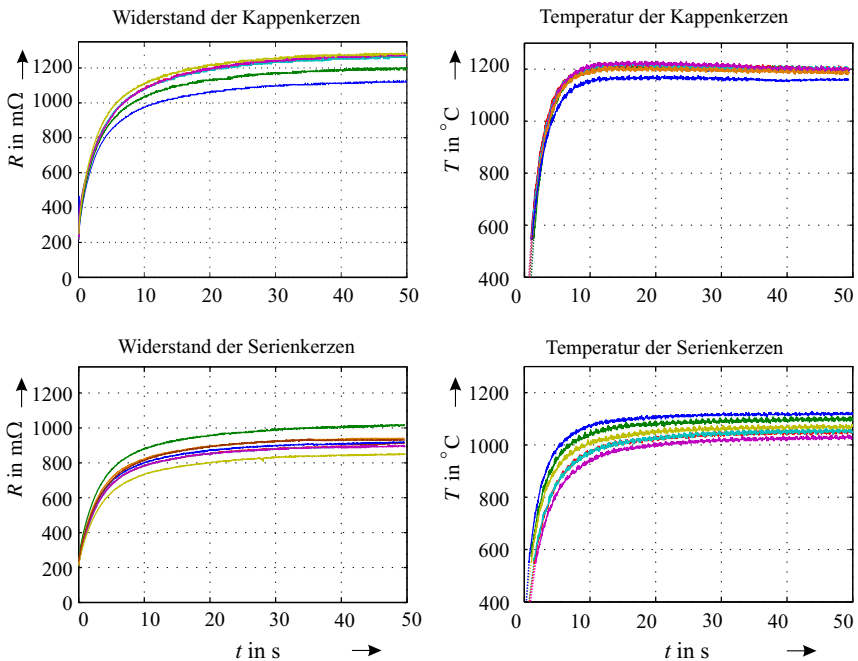 Widerstand der Kappenkerzen
R in mΩ
1200
1000
800
600
400
200
0
0 10 20 30 40 50
Temperatur der Kappenkerzen
T in °C
1200
1000
800
600
400
0 10 20 30 40 50
Widerstand der Serienkerzen
R in mΩ
1200
1000
800
600
400
200
0
0 10 20 30 40 50
t in s
Temperatur der Serienkerzen
T in °C
1200
1000
800
600
400
0 10 20 30 40 50
t in s